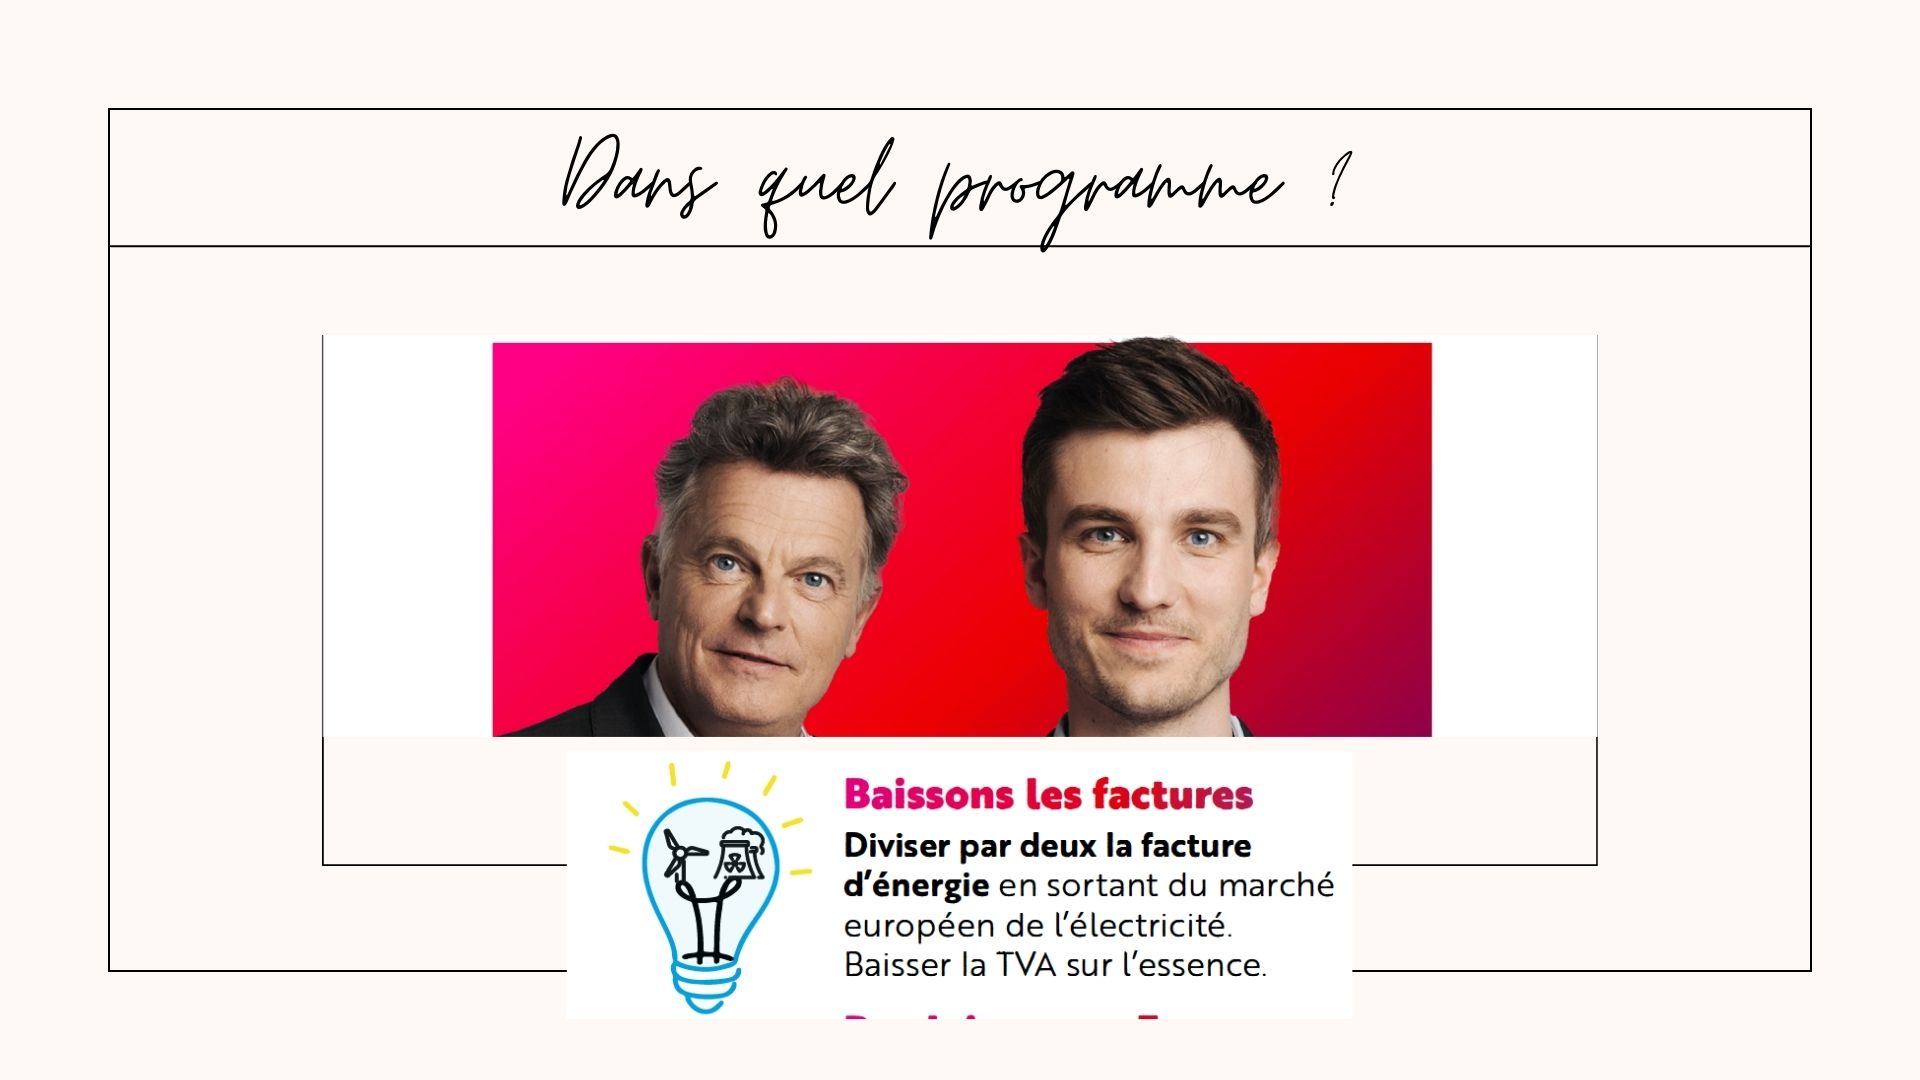 Dans quel programme ?
Baissons les factures
Diviser par deux la facture
d'énergie en sortant du marché
européen de l'électricité.
Baisser la TVA sur l'essence.